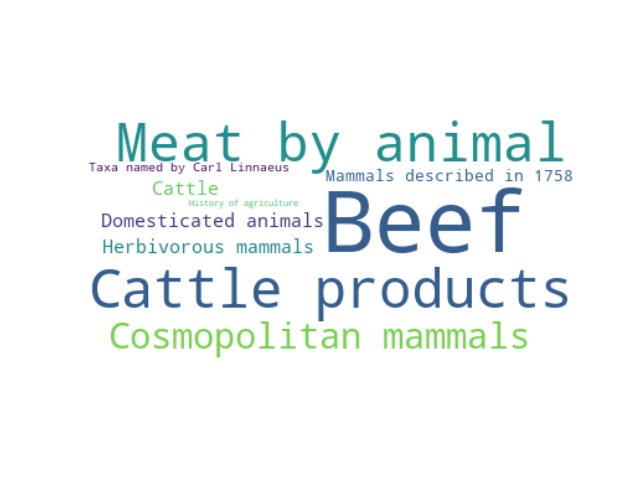 Meat by animal
Taxa named by Carl Linnaeus
Mammals described in 1758
Cattle
History of agriculture
Beef
Domesticated animals
Herbivorous mammals
Cattle products
Cosmopolitan mammals